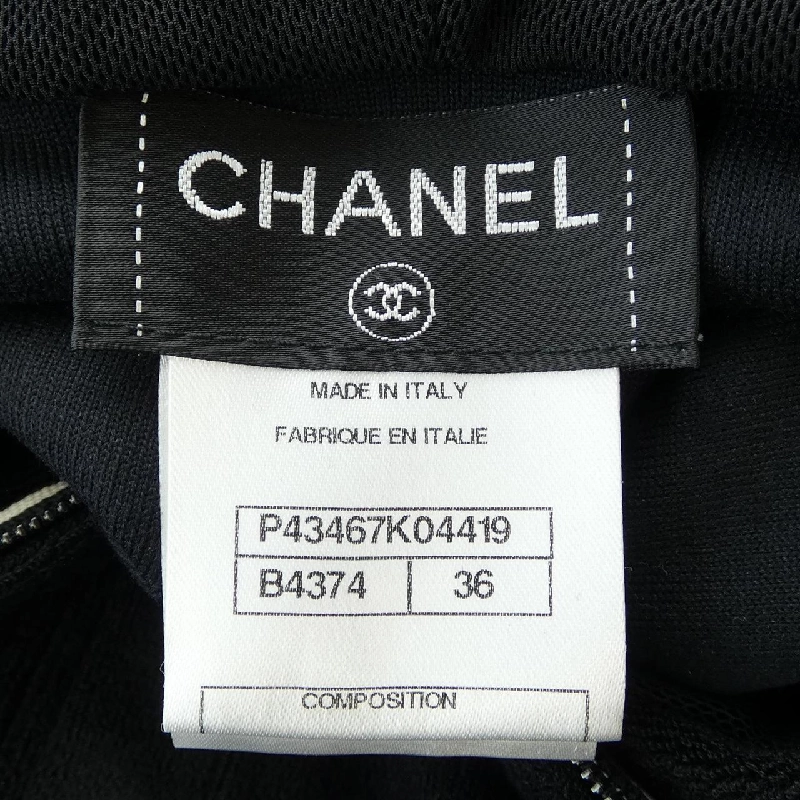 CHANEL
MADE IN ITALY
FABRIQUE EN ITALIE
P43467K04419
B4374 36
COMPOSITION